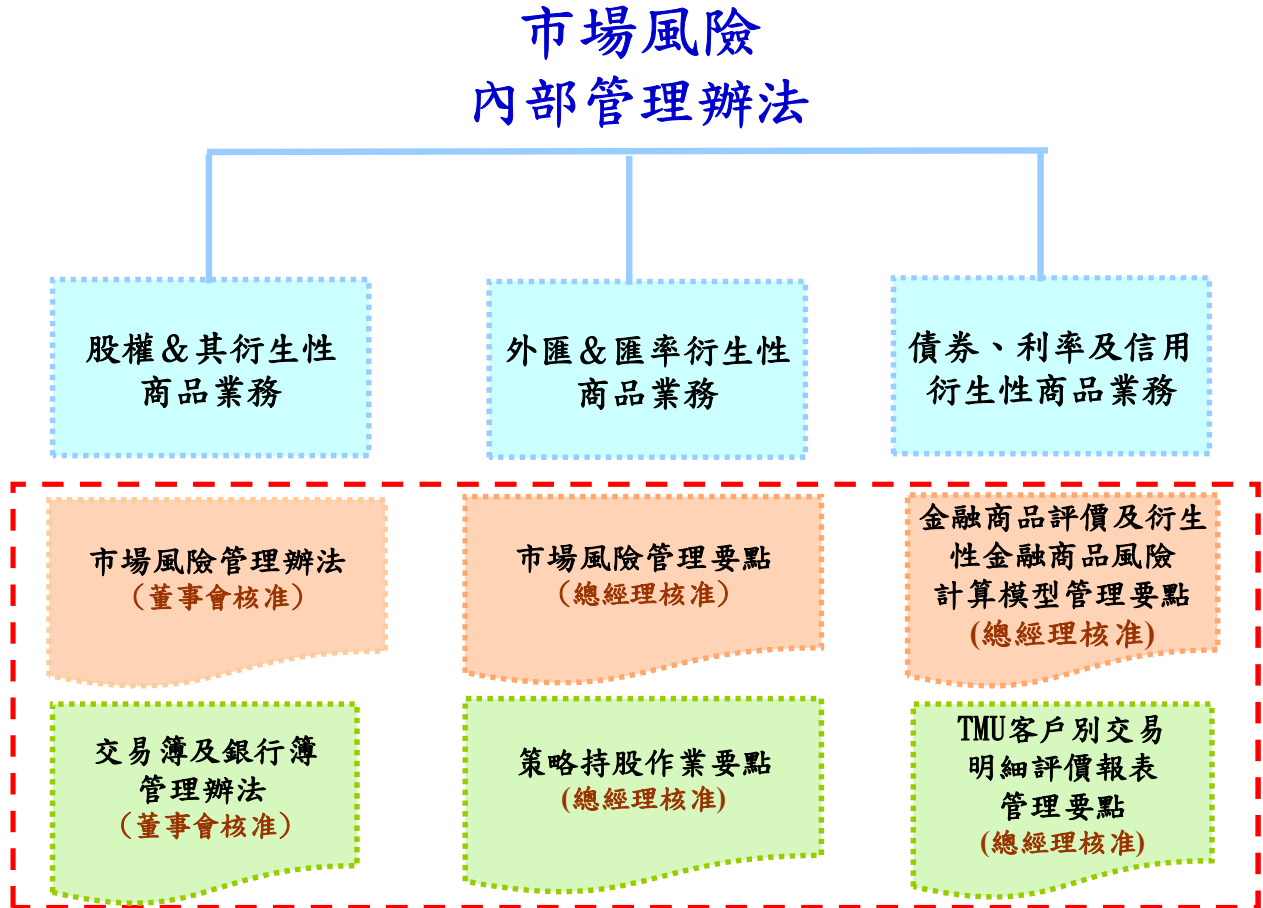 市場風險
內部管理辦法
股權＆其衍生性
商品業務
外匯＆匯率衍生性
商品業務
債券、利率及信用
衍生性商品業務
市場風險管理辦法
（董事會核准）
市場風險管理要點
（總經理核准）
金融商品評價及衍生
性金融商品風險
計算模型管理要點
(總經理核准)
交易簿及銀行簿
管理辦法
（董事會核准）
策略持股作業要點
(總經理核准)
TMU客戶別交易
明細評價報表
管理要點
(總經理核准)